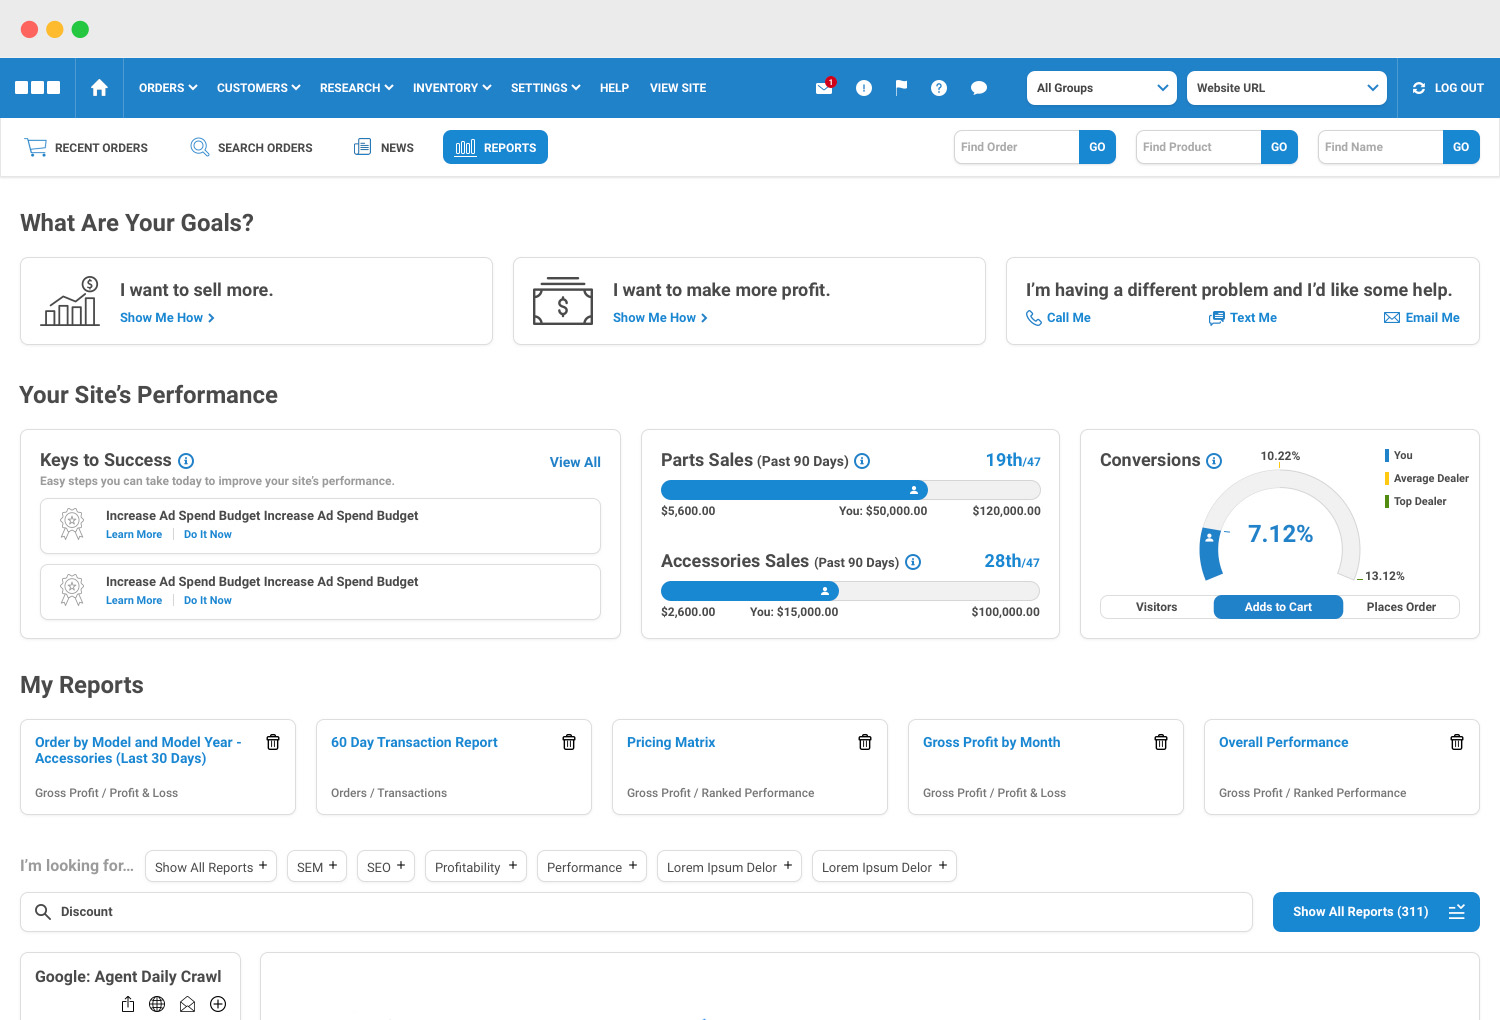 ORDERS CUSTOMERS RESEARCH INVENTORY SETTINGS HELP VIEW SITE 1 All Groups Website URL LOG OUT
RECENT ORDERS SEARCH ORDERS NEWS REPORTS Find Order GO Find Product GO Find Name GO
What Are Your Goals?
I want to sell more.
Show Me How
I want to make more profit.
Show Me How
I'm having a different problem and I'd like some help.
Call Me Text Me Email Me
Your Site's Performance
Keys to Success View All
Easy steps you can take today to improve your site's performance.
Increase Ad Spend Budget Increase Ad Spend Budget
Learn More Do It Now
Increase Ad Spend Budget Increase Ad Spend Budget
Learn More Do It Now
Parts Sales (Past 90 Days) 19th/47
$5,600.00 You: $50,000.00 $120,000.00
Accessories Sales (Past 90 Days) 28th/47
$2,600.00 You: $15,000.00 $100,000.00
Conversions
10.22%
7.12%
13.12%
You
Average Dealer
Top Dealer
Visitors Adds to Cart Places Order
My Reports
Order by Model and Model Year -
Accessories (Last 30 Days)
Gross Profit / Profit & Loss
60 Day Transaction Report
Orders / Transactions
Pricing Matrix
Gross Profit / Ranked Performance
Gross Profit by Month
Gross Profit / Profit & Loss
Overall Performance
Gross Profit / Ranked Performance
I'm looking for... Show All Reports + SEM + SEO + Profitability + Performance + Lorem Ipsum Delor + Lorem Ipsum Delor +
Discount Show All Reports (311)
Google: Agent Daily Crawl